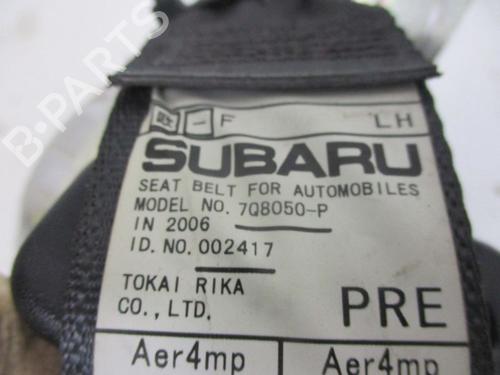 B-PARTS
欧 - F LH
SUBARU
SEAT BELT FOR AUTOMOBILES
MODEL NO. 7Q8050-P
IN 2006
ID. NO. 002417
TOKAI RIKA
CO., LTD.
PRE
Aer4mp Aer4mp